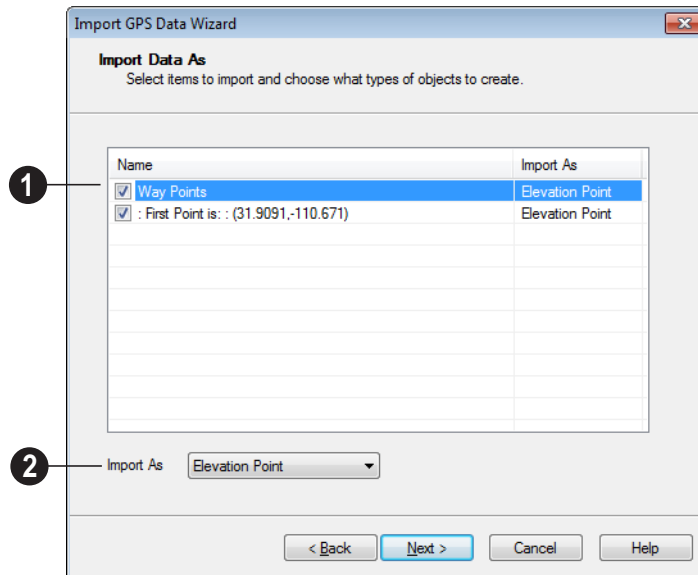 Import GPS Data Wizard
Import Data As
Select items to import and choose what types of objects to create.
Name Import As
1
Way Points Elevation Point
: First Point is: : (31.9091,-110.671) Elevation Point
2 Import As Elevation Point
< Back Next > Cancel Help